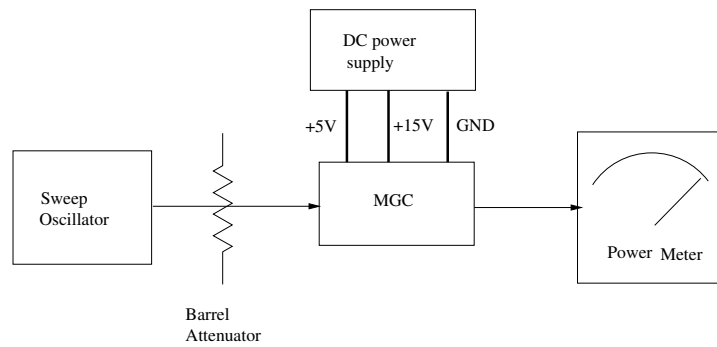 DC power
supply
+5V
+15V
GND
Sweep
Oscillator
MGC
Power Meter
Barrel
Attenuator